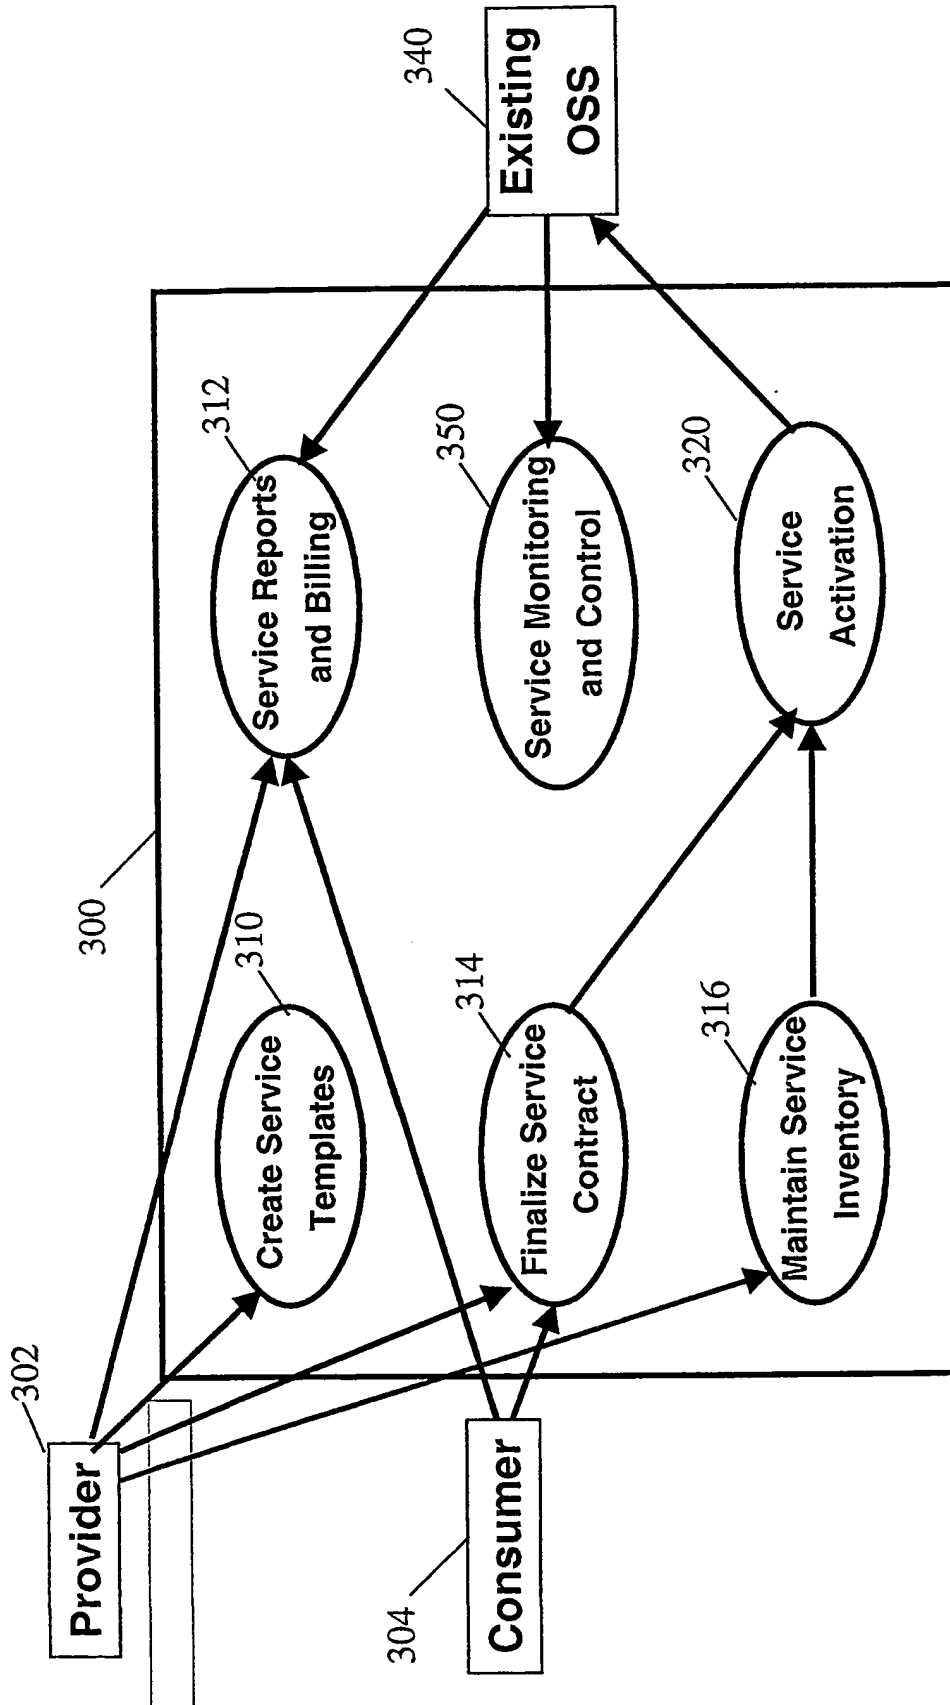 302
Provider
300
312
Service Reports
and Billing
310
Create Service
Templates
340
Existing
OSS
350
Service Monitoring
and Control
304
Consumer
314
Finalize Service
Contract
320
Service
Activation
316
Maintain Service
Inventory